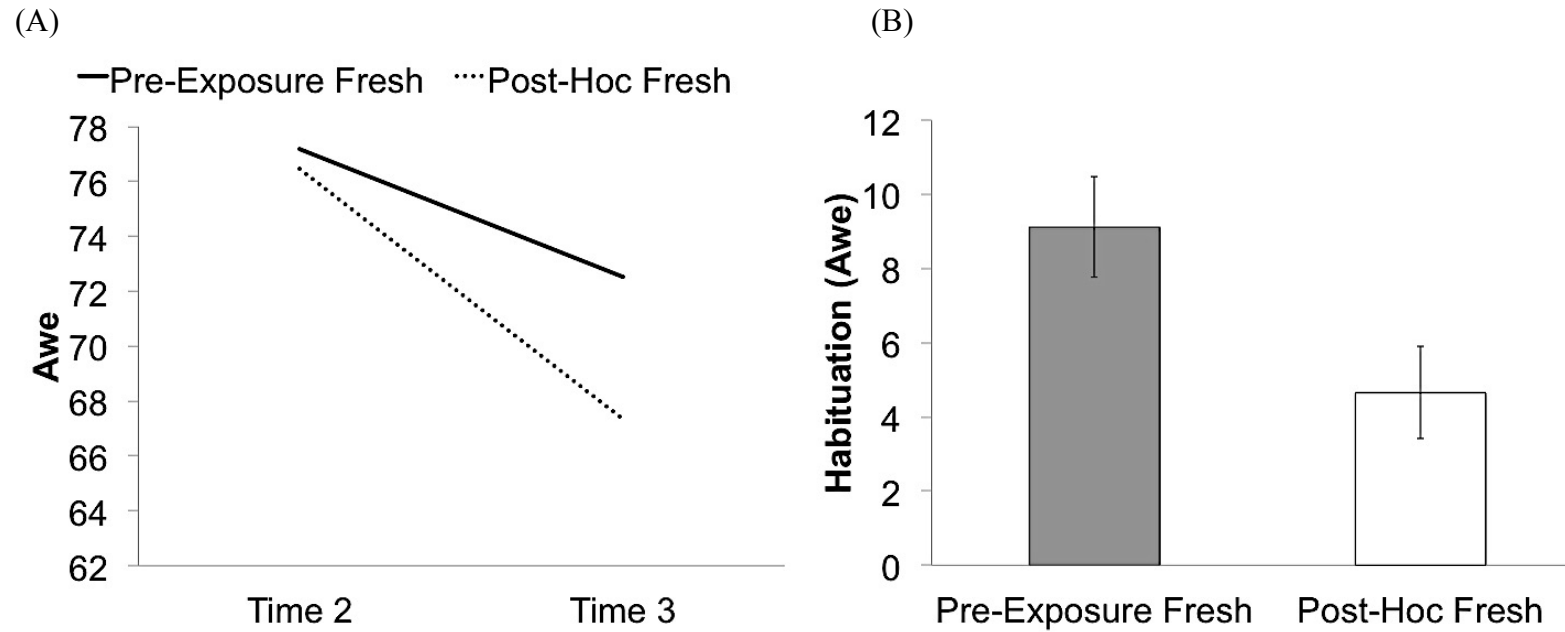 (A)
Pre-Exposure Fresh Post-Hoc Fresh
78
76
74
72
70
68
66
64
62
Awe
Time 2 Time 3
(B)
12
10
8
6
4
2
0
Habituation (Awe)
Pre-Exposure Fresh Post-Hoc Fresh